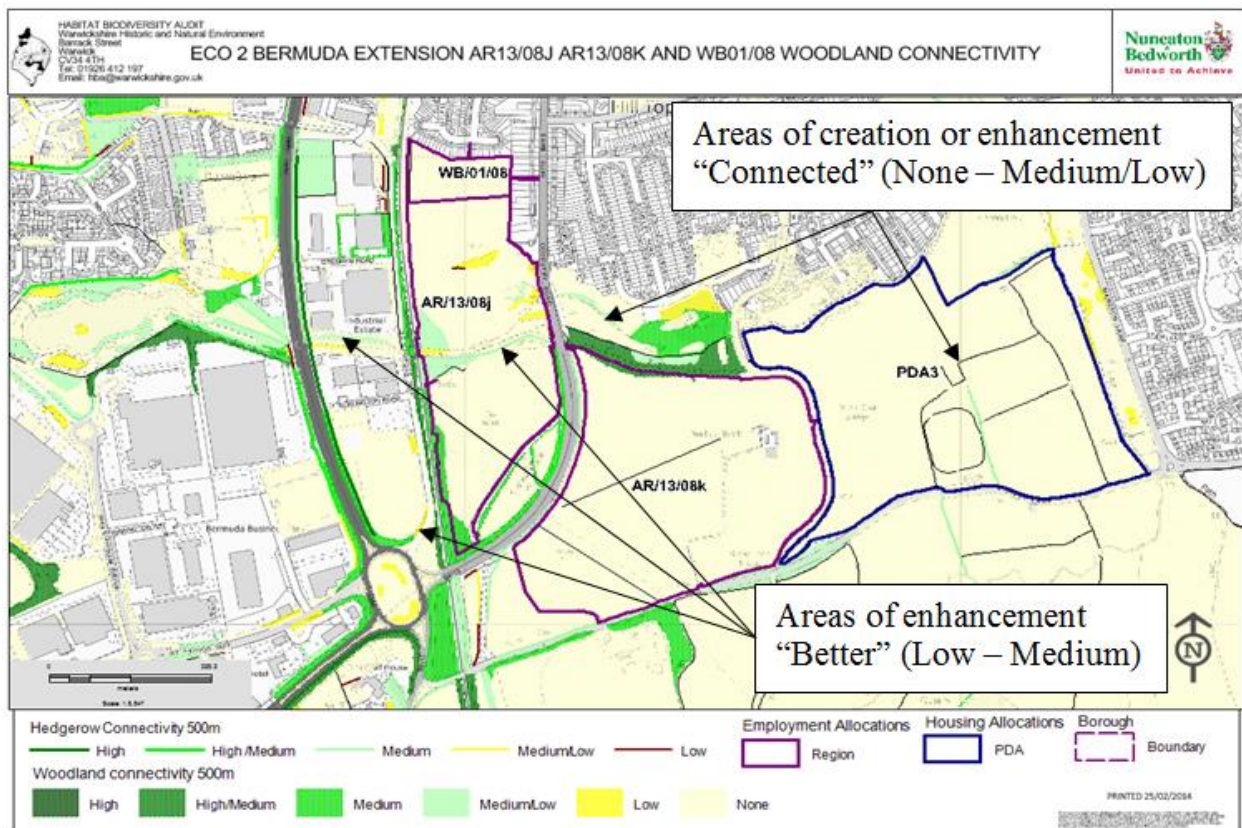 HABITAT BIODIVERSITY AUDIT
Warwickshire Historic and Natural Environment
Barrack Street
Warwick
CV34 4TH
Tel: 01926 412 197
Email: hba@warwickshire.gov.uk
ECO 2 BERMUDA EXTENSION AR13/08J AR13/08K AND WB01/08 WOODLAND CONNECTIVITY
Nuneaton
Bedworth
United to Achieve
Areas of creation or enhancement
“Connected” (None – Medium/Low)
WB/01/08
AR/13/08j
Industrial
Estate
PDA3
AR/13/08k
Areas of enhancement
“Better” (Low – Medium)
N
Hedgerow Connectivity 500m
High
High /Medium
Medium
Medium/Low
Low
Woodland connectivity 500m
High
High/Medium
Medium
Medium/Low
Low
None
Employment Allocations
Region
Housing Allocations
PDA
Borough
Boundary
PRINTED 25/02/2014